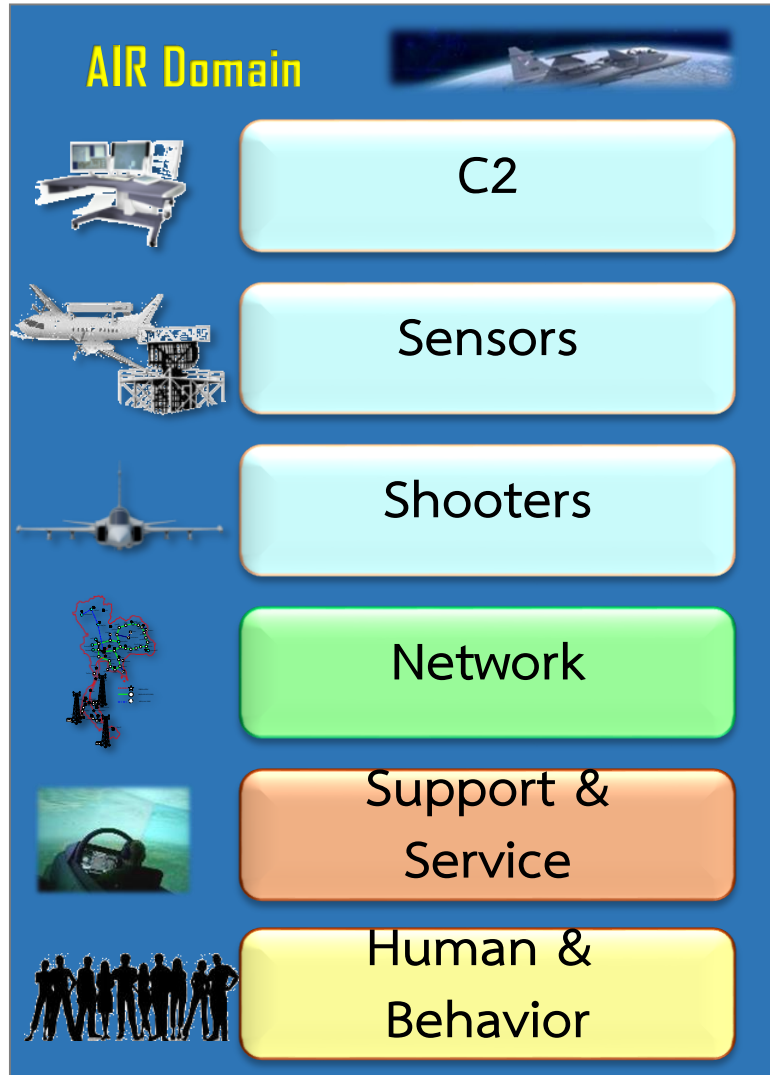 AIR Domain
C2
Sensors
Shooters
Network
Support &
Service
Human &
Behavior